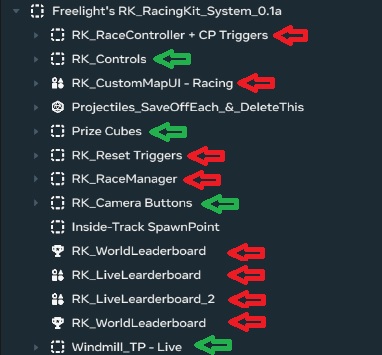 Freelight's RK_RacingKit_System_0.1a
RK_RaceController + CP Triggers
RK_Controls
RK_CustomMapUI - Racing
Projectiles_SaveOffEach_&_DeleteThis
Prize Cubes
RK_Reset Triggers
RK_RaceManager
RK_Camera Buttons
Inside-Track SpawnPoint
RK_WorldLeaderboard
RK_LiveLearderboard
RK_LiveLearderboard_2
RK_WorldLeaderboard
Windmill_TP - Live